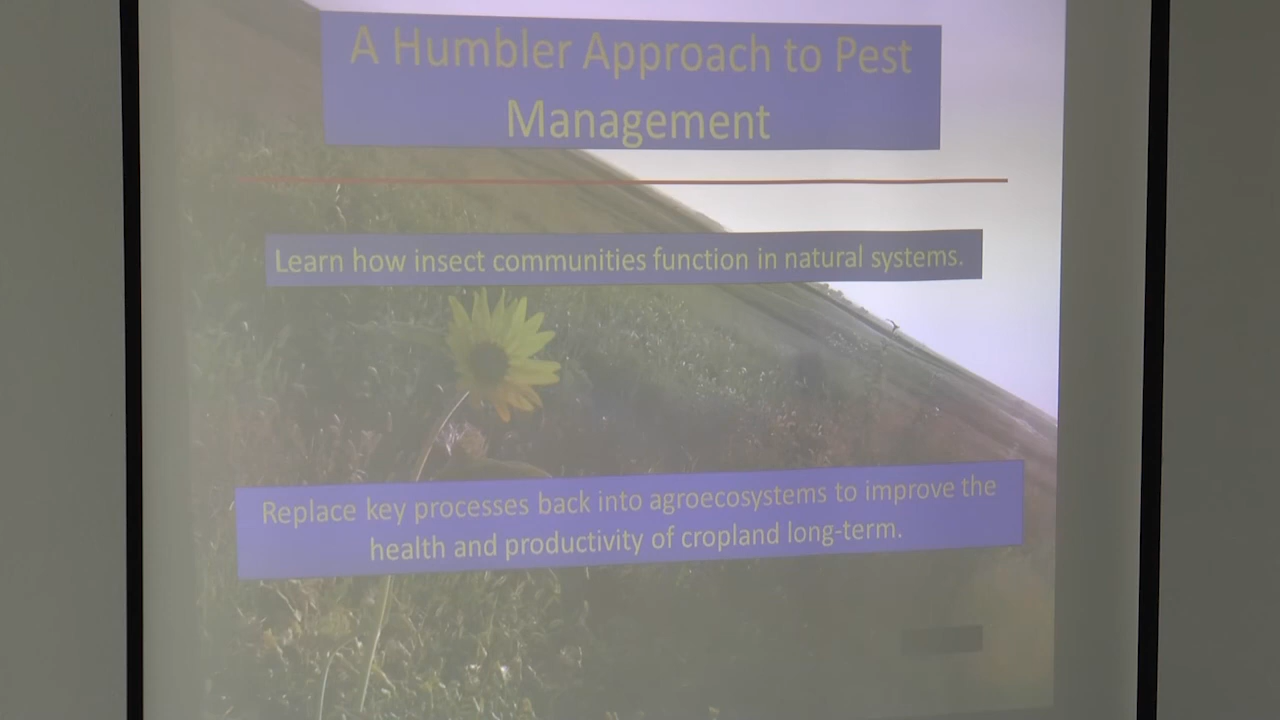 A Humbler Approach to Pest
Management
Learn how insect communities function in natural systems.
Replace key processes back into agroecosystems to improve the
health and productivity of cropland long-term.